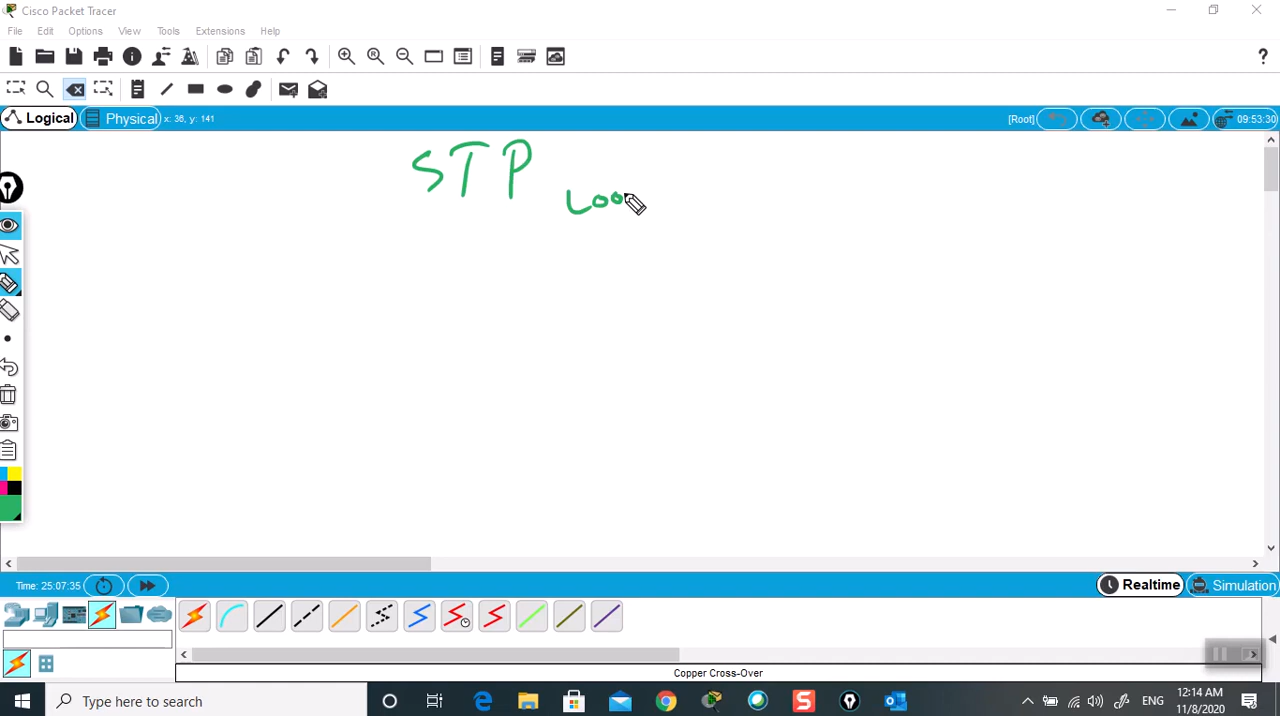 Cisco Packet Tracer
File Edit Options View Tools Extensions Help
Logical Physical x: 36, y: 141 [Root] 09:53:30
STP
Loo
Time: 25:07:35 Realtime Simulation
Copper Cross-Over
Type here to search
ENG 12:14 AM
11/8/2020